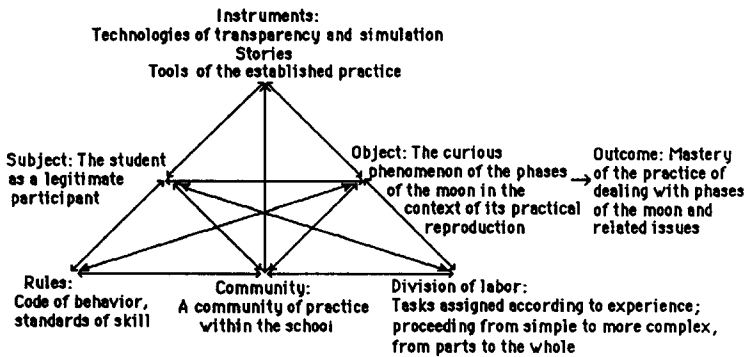 Instruments:
Technologies of transparency and simulation
Stories
Tools of the established practice
Subject: The student
as a legitimate
participant
Object: The curious
phenomenon of the phases
of the moon in the
context of its practical
reproduction
Outcome: Mastery
of the practice of
dealing with phases
of the moon and
related issues
Rules:
Code of behavior,
standards of skill
Community:
A community of practice
within the school
Division of labor:
Tasks assigned according to experience;
proceeding from simple to more complex,
from parts to the whole